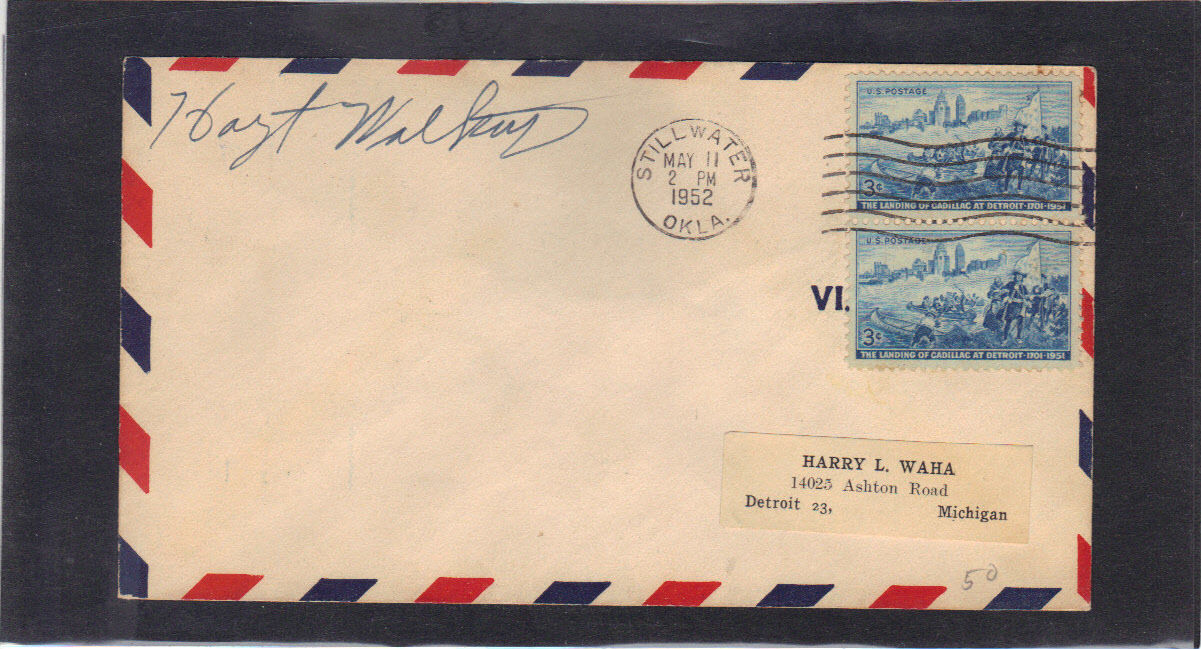 Hoyt Walkup
STILLWATER
MAY 11
2 PM
1952
OKLA.
U.S. POSTAGE
3¢
THE LANDING OF CADILLAC AT DETROIT-1701-1951
U.S. POSTAGE
VI.
3¢
THE LANDING OF CADILLAC AT DETROIT-1701-1951
HARRY L. WAHA
14025 Ashton Road
Detroit 23, Michigan
50